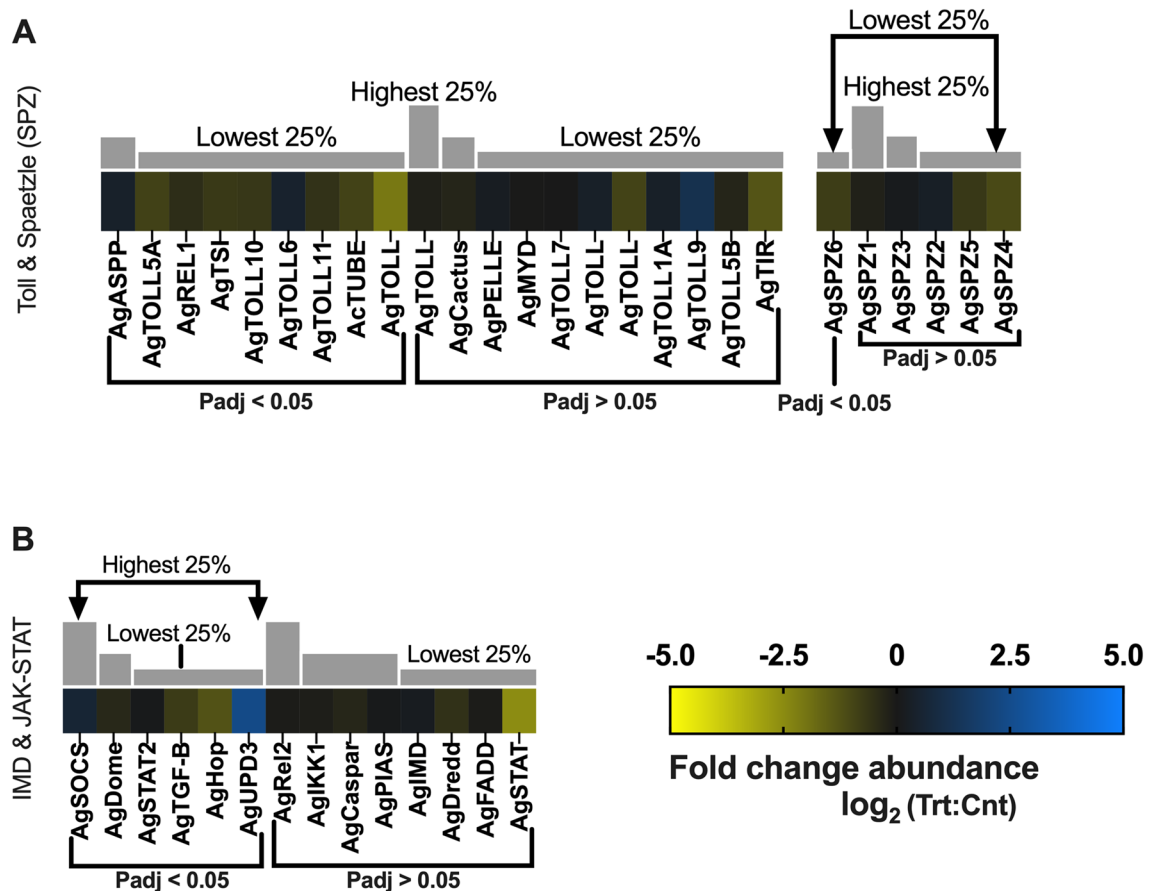 A
Toll & Spaetzle (SPZ)
Lowest 25%
Highest 25%
Highest 25%
Lowest 25%
Lowest 25%
AgASPP
AgTOLL5A
AgREL1
AgTSI
AgTOLL10
AgTOLL6
AgTOLL11
AcTUBE
AgTOLL
AgTOLL
AgCactus
AgPELLE
AgMYD
AgTOLL7
AgTOLL
AgTOLL
AgTOLL1A
AgTOLL9
AgTOLL5B
AgTIR
AgSPZ6
AgSPZ1
AgSPZ3
AgSPZ2
AgSPZ5
AgSPZ4
Padj > 0.05
Padj < 0.05
Padj > 0.05
Padj < 0.05
B
IMD & JAK-STAT
Highest 25%
Lowest 25%
Lowest 25%
AgSOCS
AgDome
AgSTAT2
AgTGF-B
AgHop
AgUPD3
AgRel2
AgIKK1
AgCaspar
AgPIAS
AgIMD
AgDredd
AgFADD
AgSTAT
Padj < 0.05
Padj > 0.05
-5.0 -2.5 0 2.5 5.0
Fold change abundance
log2 (Trt:Cnt)